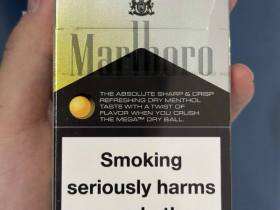 Marlboro
THE ABSOLUTE SHARP & CRISP
REFRESHING DRY MENTHOL
TASTE WITH A TWIST OF
FLAVOR WHEN YOU CRUSH
THE MEGA™ DRY BALL.
Smoking
seriously harms